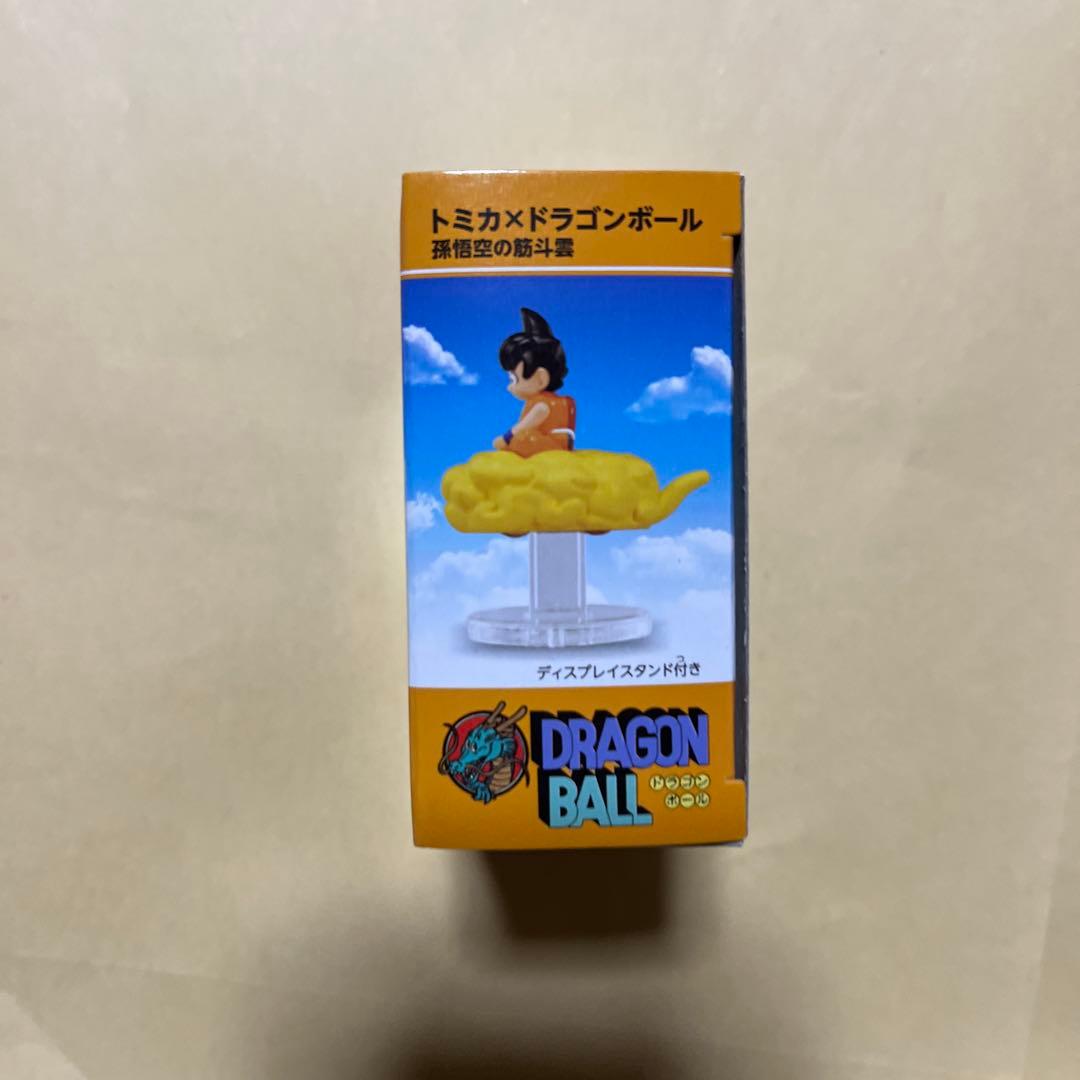 トミカ×ドラゴンボール
孫悟空の筋斗雲
ディスプレイスタンド付き
つ
DRAGON
BALL
ドラゴン
ボール